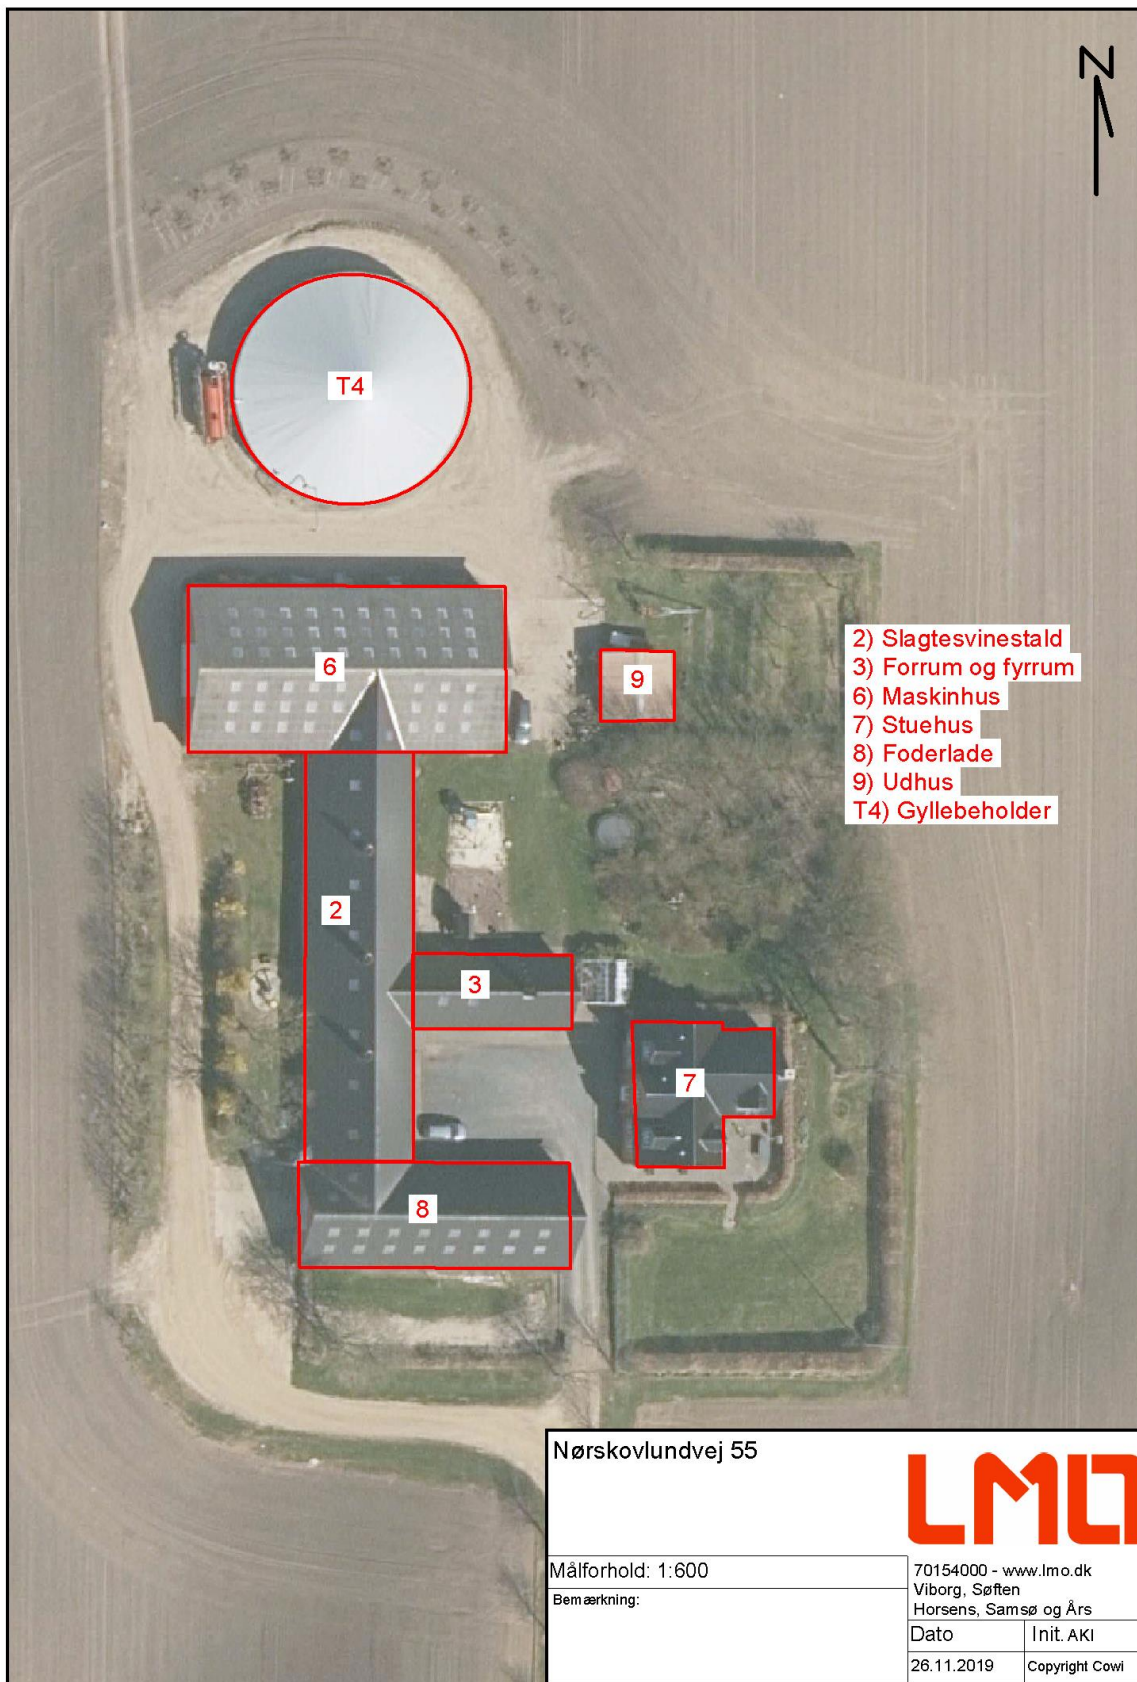 N
T4
6
9
2) Slagtesvinestald
3) Forrum og fyrrum
6) Maskinhus
7) Stuehus
8) Foderlade
9) Udhus
T4) Gyllebeholder
2
3
7
8
Nørskovlundvej 55
LMO
Målforhold: 1:600
Bemærkning:
70154000 - www.lmo.dk
Viborg, Søften
Horsens, Samsø og Års
Dato
Init. AKI
26.11.2019
Copyright Cowi